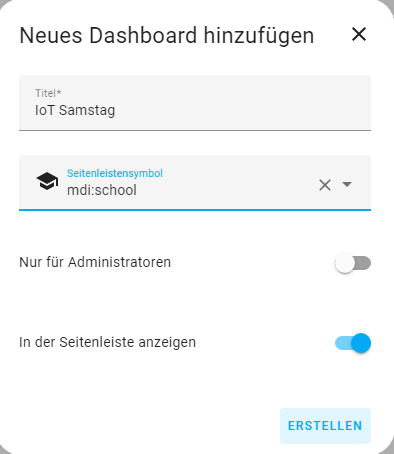 Neues Dashboard hinzufügen
Titel*
IoT Samstag
Seitenleistensymbol
mdi:school
Nur für Administratoren
In der Seitenleiste anzeigen
ERSTELLEN